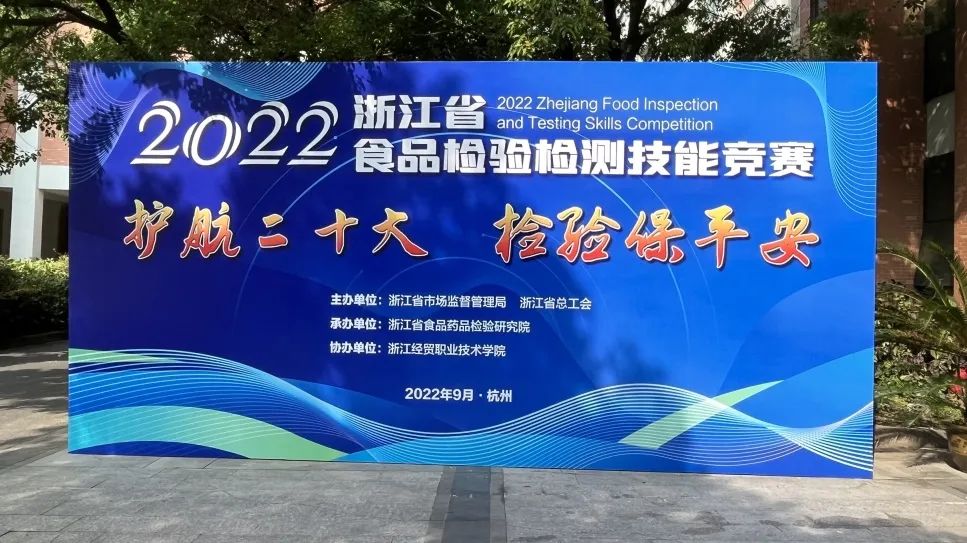 2022 浙江省 2022 Zhejiang Food Inspection
and Testing Skills Competition
食品检验检测技能竞赛
护航二十大 检验保平安
主办单位：浙江省市场监督管理局 浙江省总工会
承办单位：浙江省食品药品检验研究院
协办单位：浙江经贸职业技术学院
2022年9月·杭州